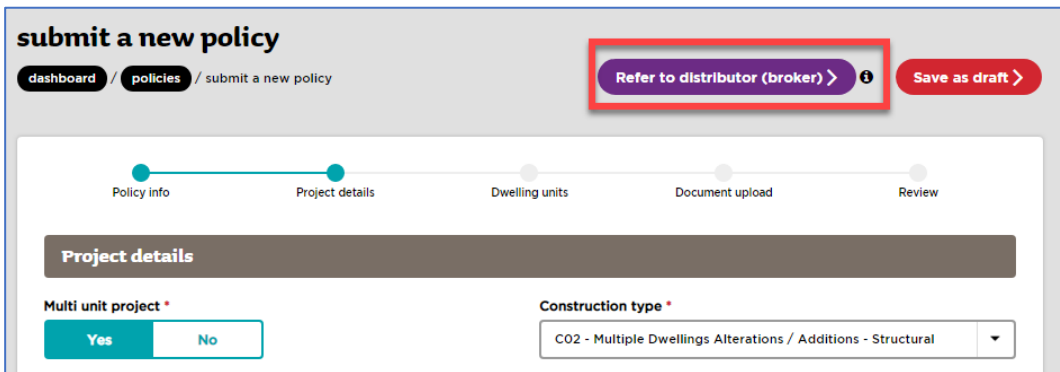 submit a new policy
dashboard / policies / submit a new policy
Refer to distributor (broker)
Save as draft
Policy info
Project details
Dwelling units
Document upload
Review
Project details
Multi unit project *
Yes
No
Construction type *
C02 - Multiple Dwellings Alterations / Additions - Structural